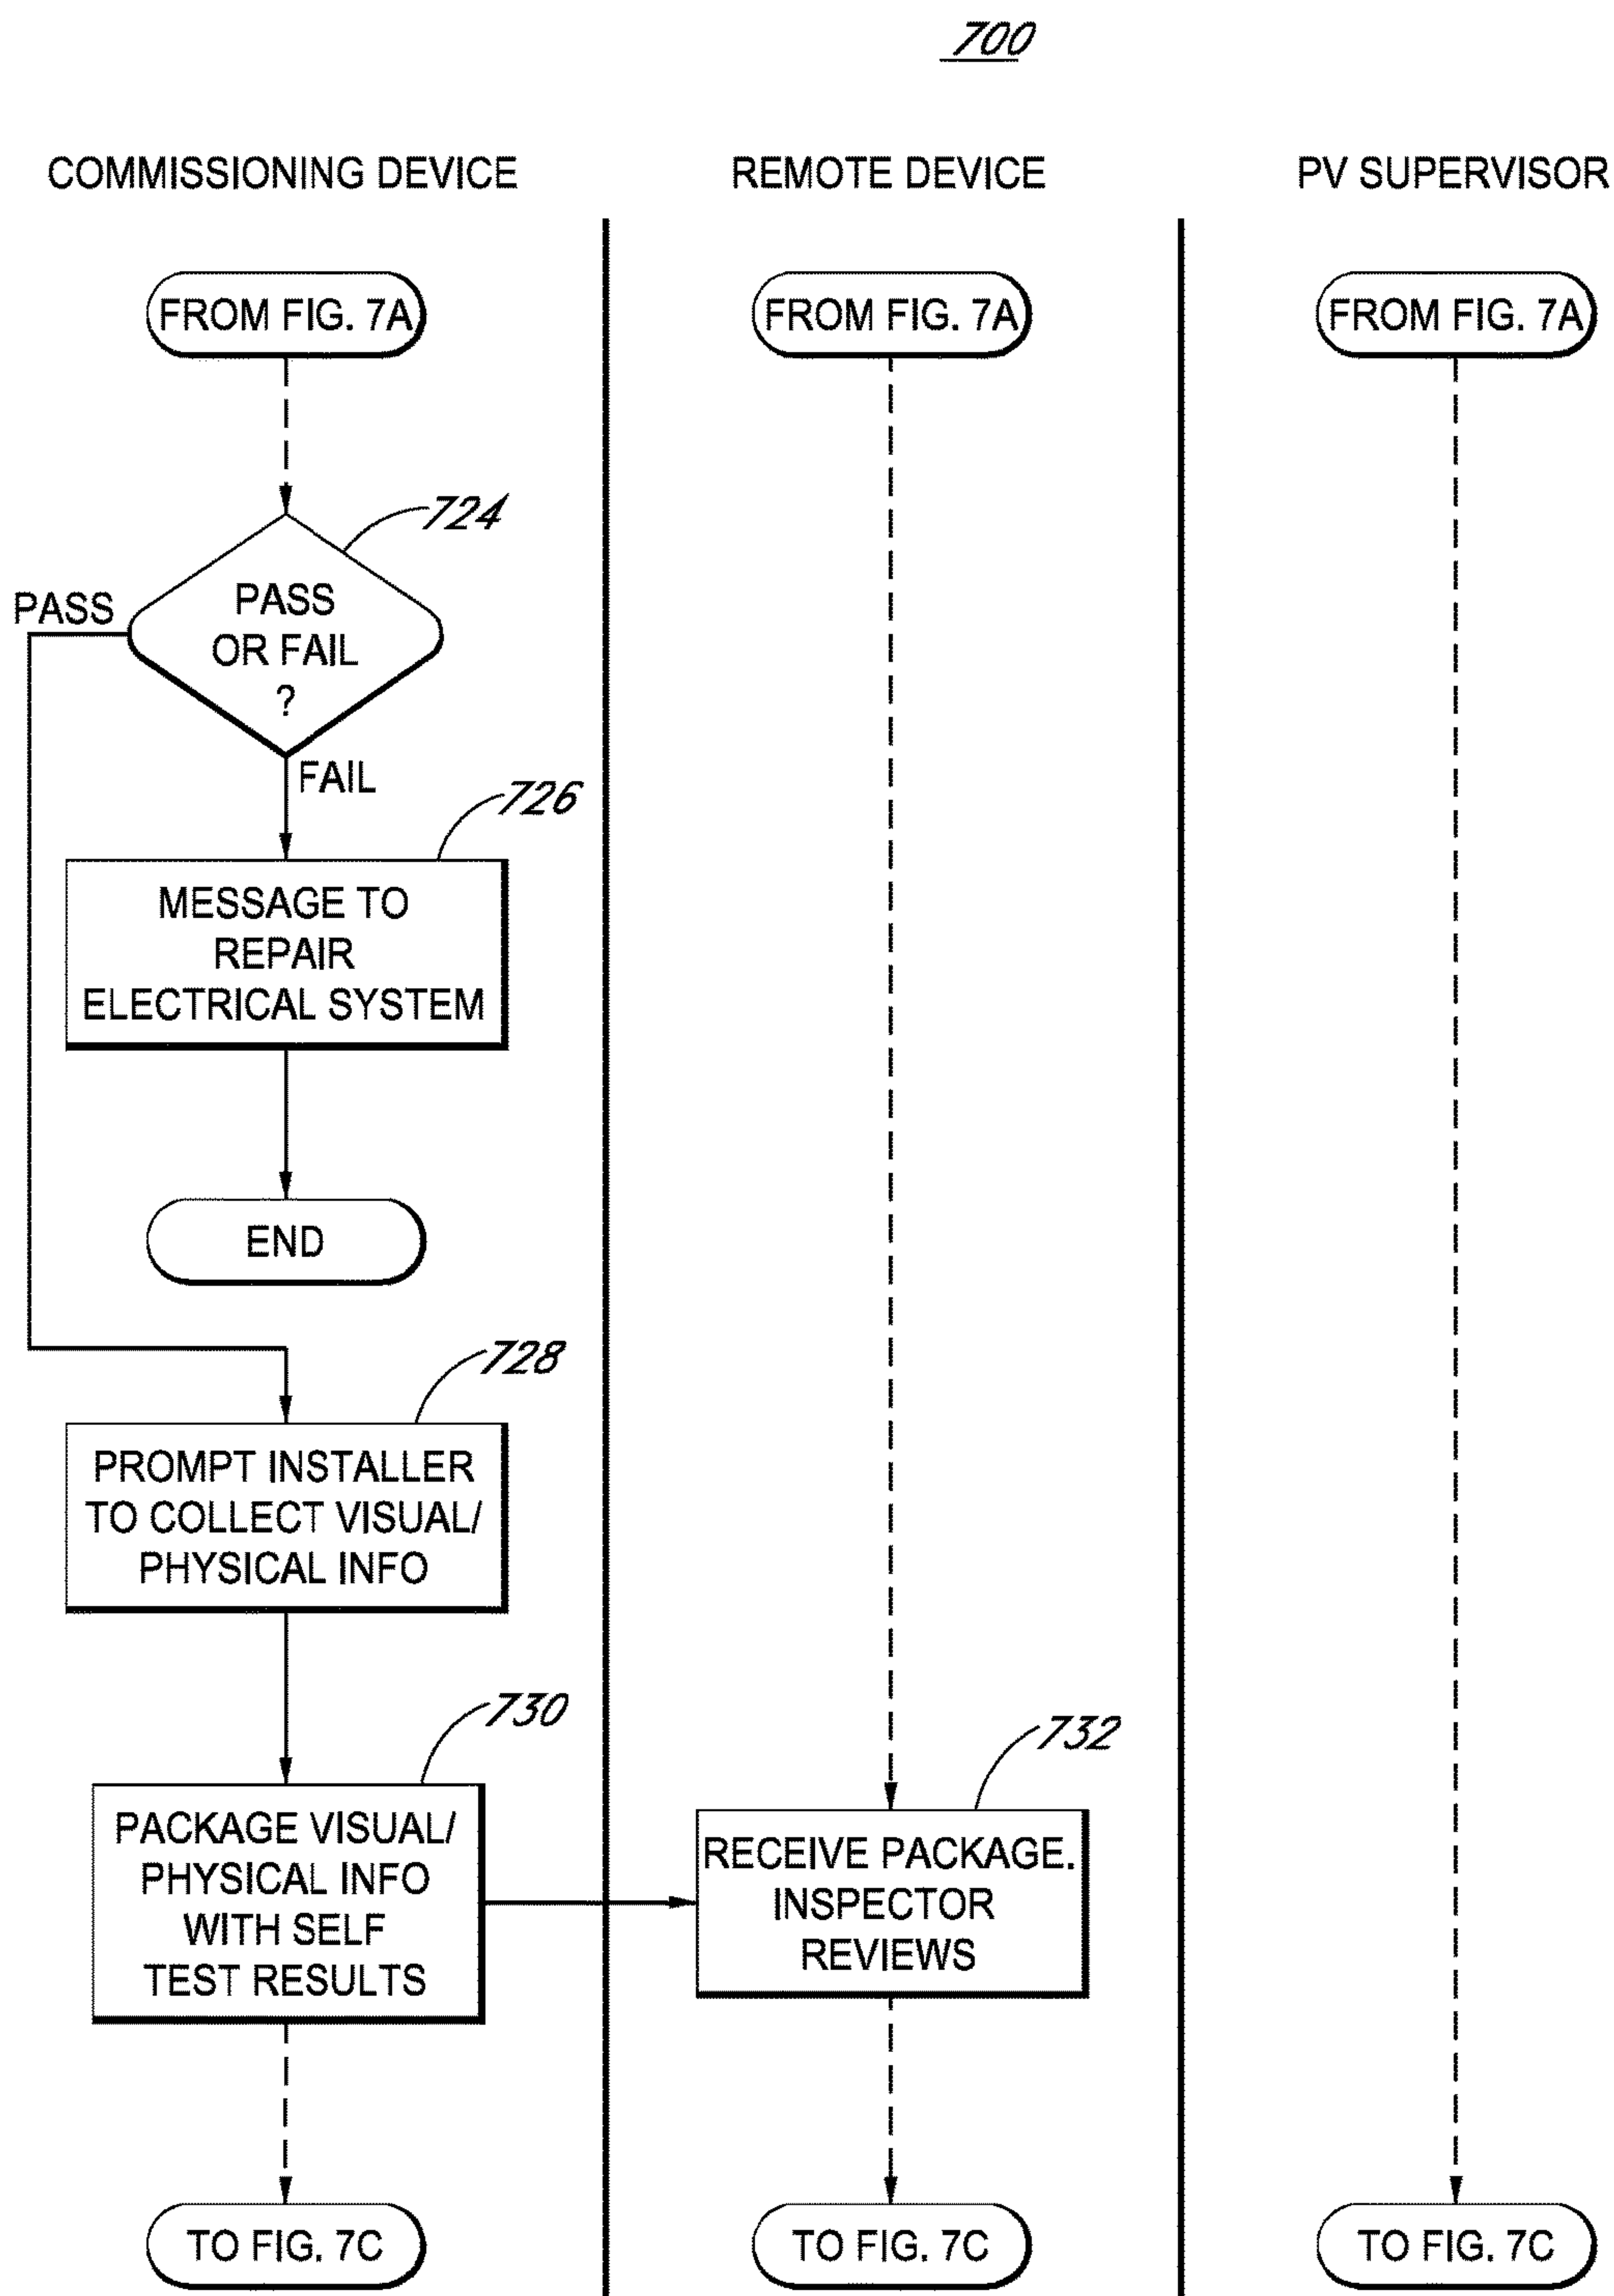 700
COMMISSIONING DEVICE
REMOTE DEVICE
PV SUPERVISOR
FROM FIG. 7A
FROM FIG. 7A
FROM FIG. 7A
724
PASS
PASS
OR FAIL
?
FAIL
726
MESSAGE TO
REPAIR
ELECTRICAL SYSTEM
END
728
PROMPT INSTALLER
TO COLLECT VISUAL/
PHYSICAL INFO
730
PACKAGE VISUAL/
PHYSICAL INFO
WITH SELF
TEST RESULTS
732
RECEIVE PACKAGE.
INSPECTOR
REVIEWS
TO FIG. 7C
TO FIG. 7C
TO FIG. 7C